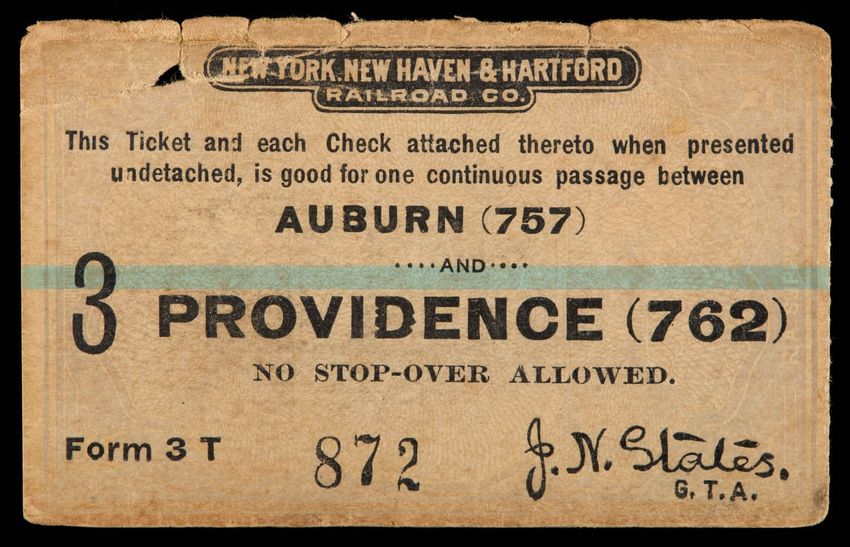 NEW YORK, NEW HAVEN & HARTFORD
RAILROAD CO.
This Ticket and each Check attached thereto when presented
undetached, is good for one continuous passage between
AUBURN (757)
....AND....
3
PROVIDENCE (762)
NO STOP-OVER ALLOWED.
Form 3 T 872 J. N. States.
G. T. A.